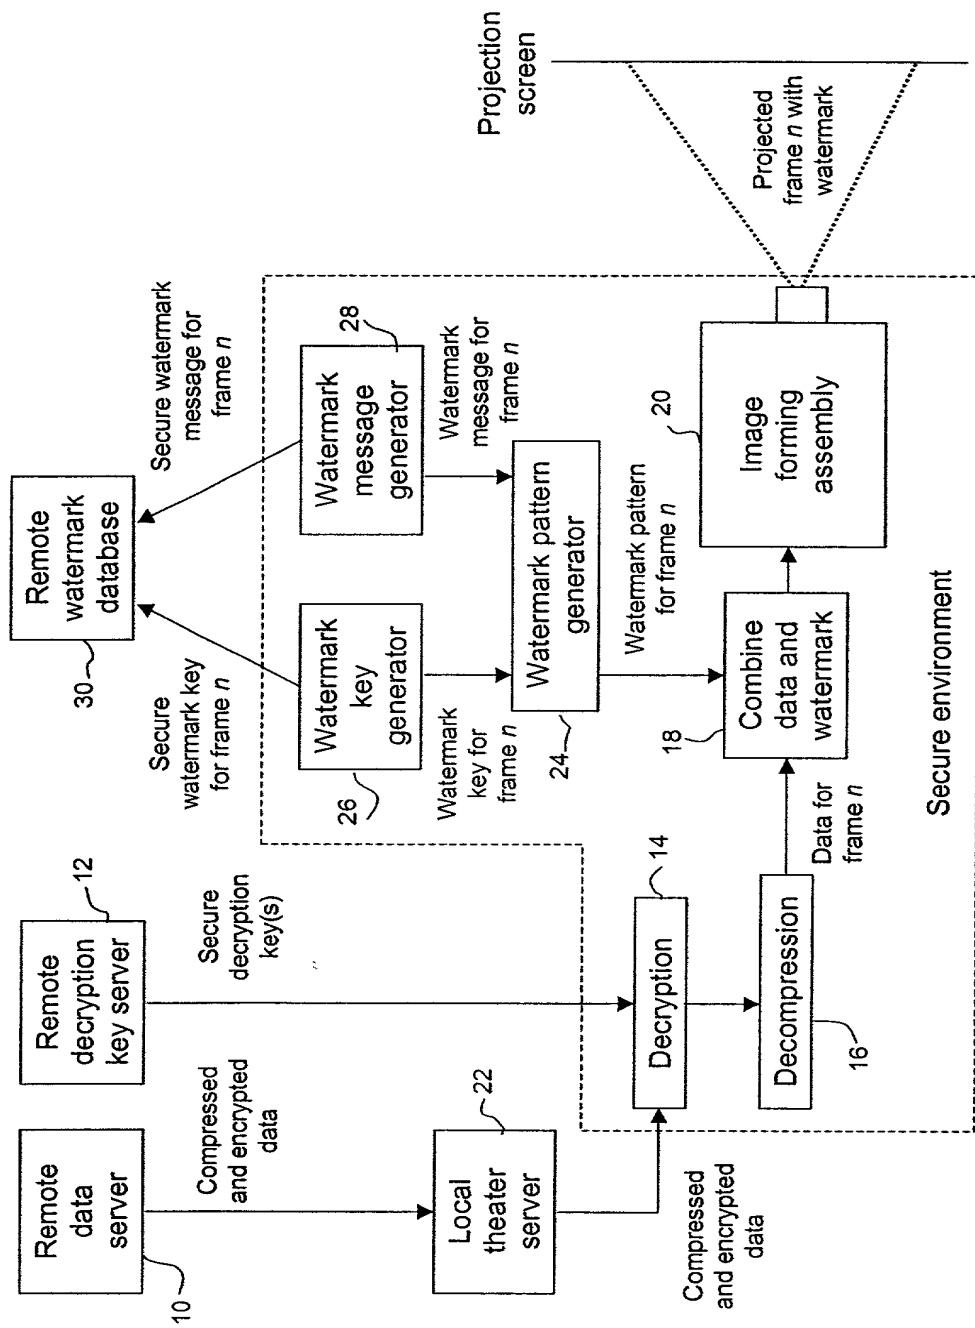 Remote
data
server
10
Remote
decryption
key server
12
Remote
watermark
database
30
Compressed
and encrypted
data
Secure
decryption
key(s)
Secure
watermark key
for frame n
Secure watermark
message for
frame n
Local
theater
server
22
Watermark
key
generator
26
Watermark
message
generator
28
Watermark
key for
frame n
Watermark
message for
frame n
Watermark pattern
generator
24
Compressed
and encrypted
data
Decryption
14
Watermark pattern
for frame n
Decompression
16
Data for
frame n
Combine
data and
watermark
18
Image
forming
assembly
20
Secure environment
Projected
frame n with
watermark
Projection
screen